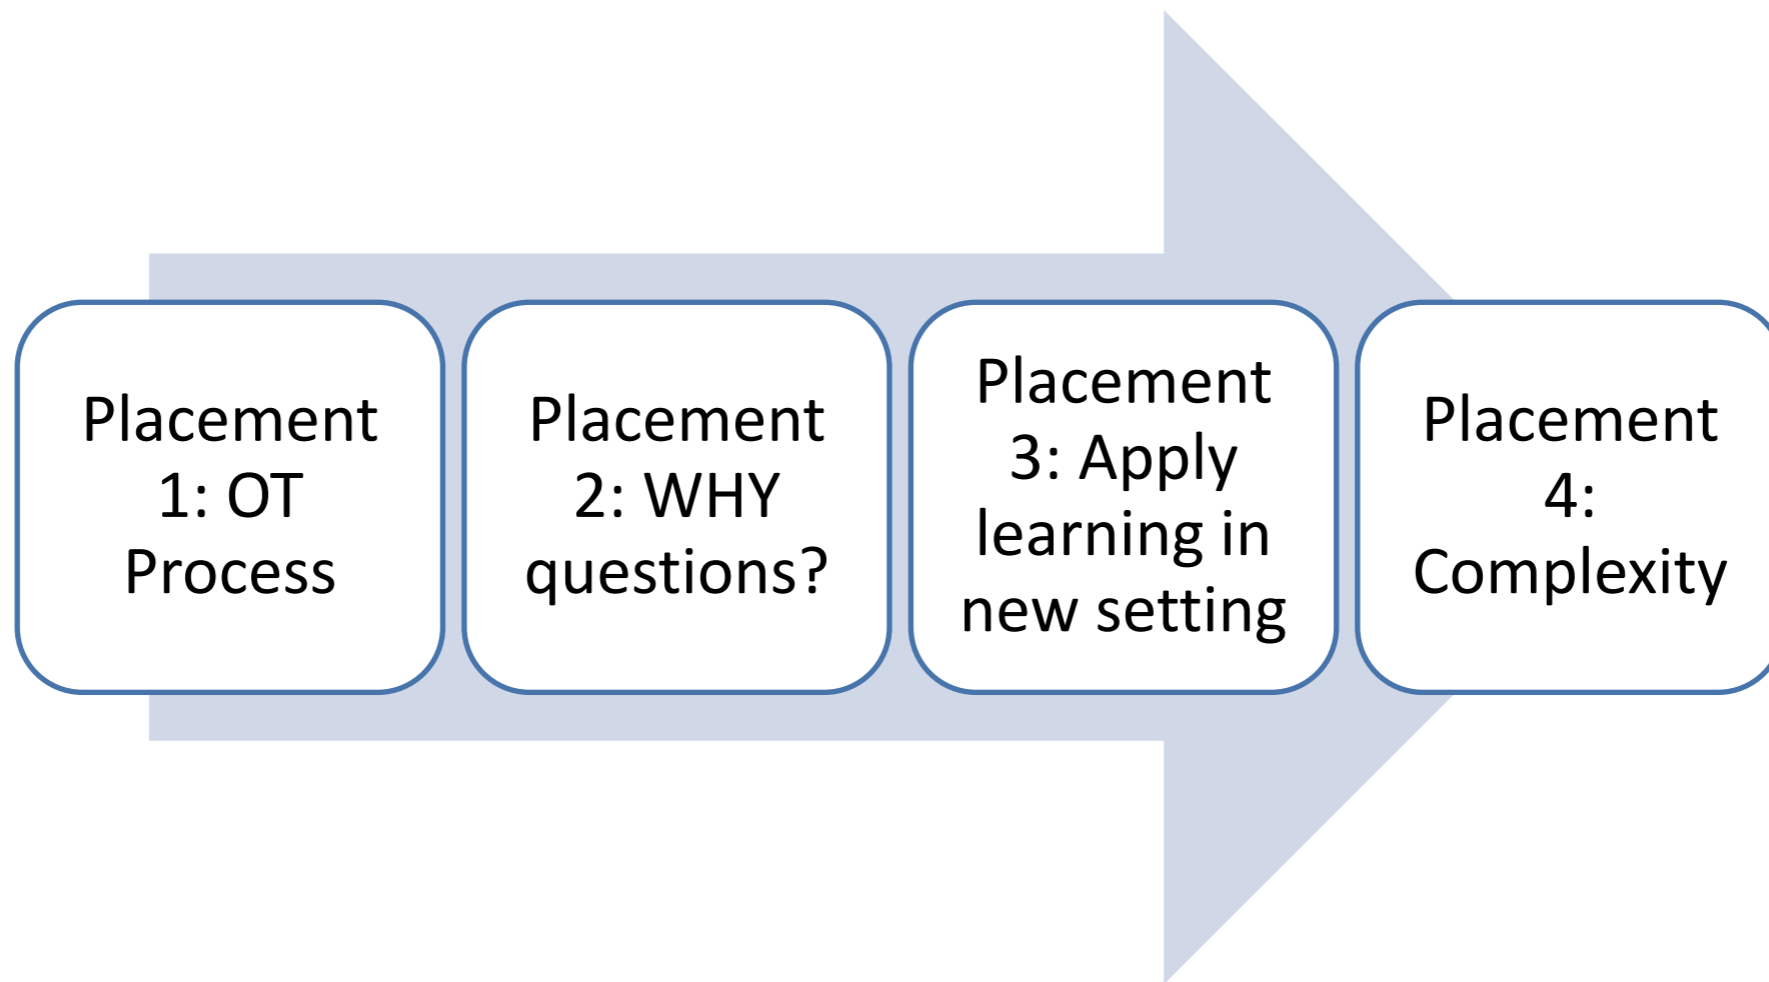 Placement
1: OT
Process
Placement
2: WHY
questions?
Placement
3: Apply
learning in
new setting
Placement
4:
Complexity